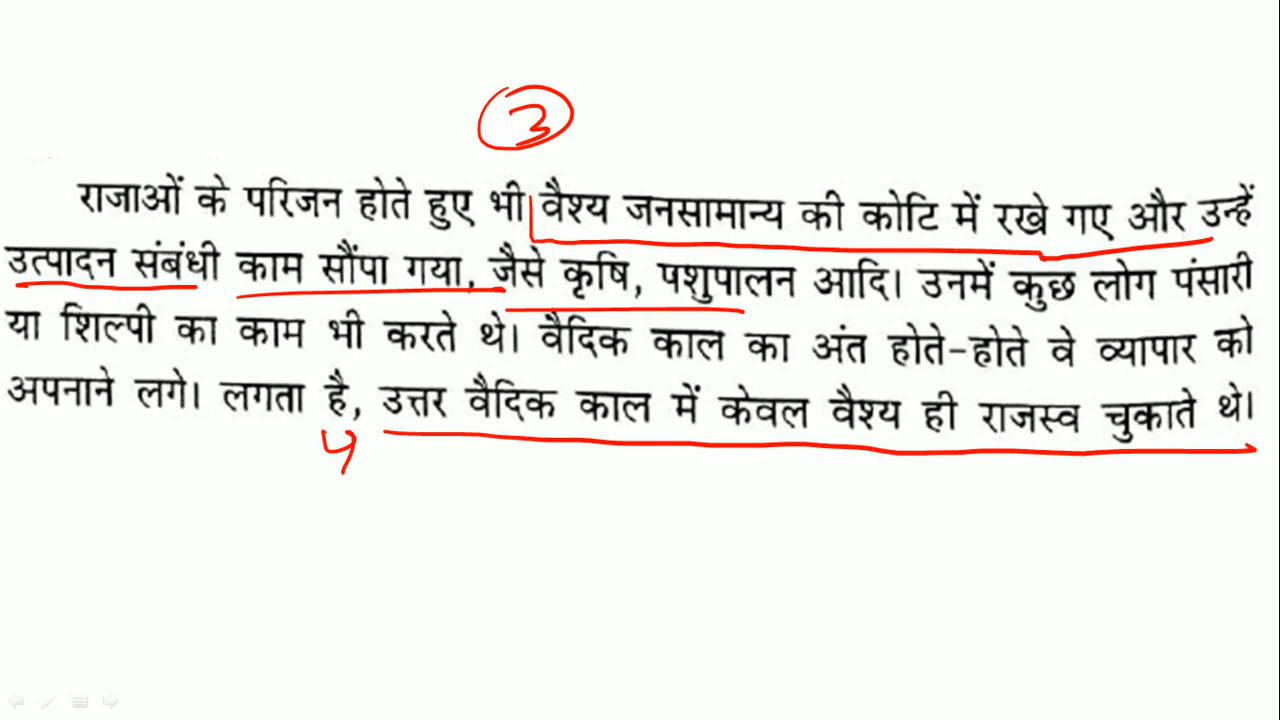 3
राजाओं के परिजन होते हुए भी वैश्य जनसामान्य की कोटि में रखे गए और उन्हें
उत्पादन संबंधी काम सौंपा गया, जैसे कृषि, पशुपालन आदि। उनमें कुछ लोग पंसारी
या शिल्पी का काम भी करते थे। वैदिक काल का अंत होते-होते वे व्यापार को
अपनाने लगे। लगता है, उत्तर वैदिक काल में केवल वैश्य ही राजस्व चुकाते थे।